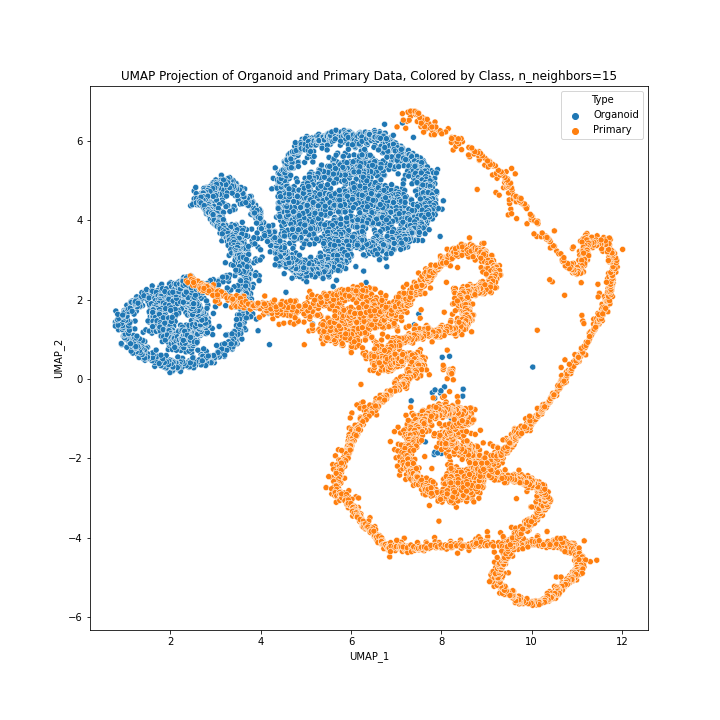 UMAP Projection of Organoid and Primary Data, Colored by Class, n_neighbors=15
Type
Organoid
Primary
6
4
2
0
−2
−4
−6
UMAP_2
2
4
6
8
10
12
UMAP_1